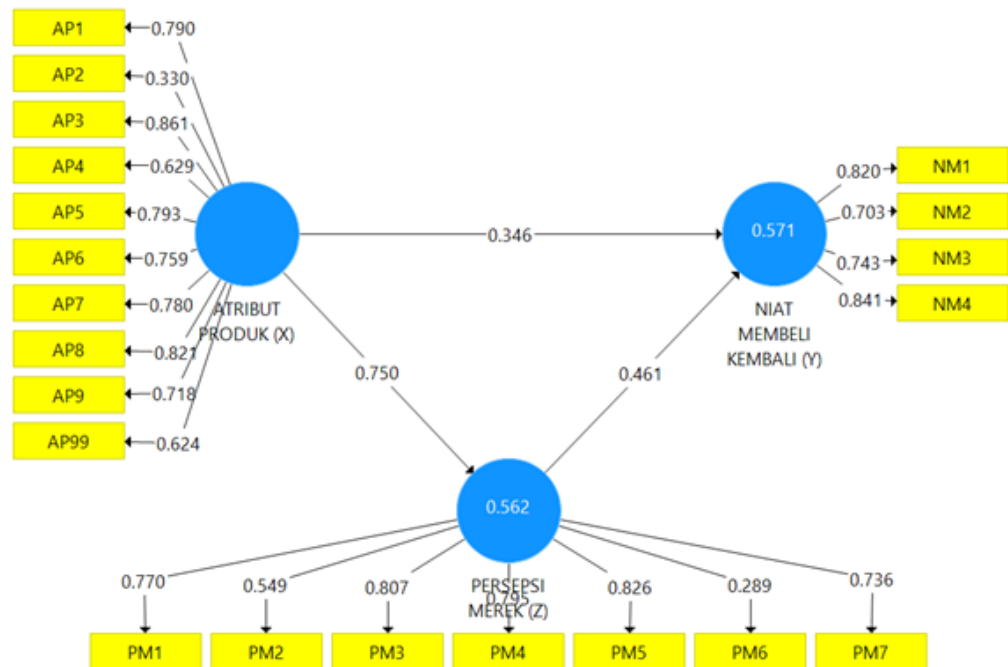 AP1
0.790
AP2
0.330
AP3
0.861
AP4
0.629
AP5
0.793
AP6
0.759
AP7
0.780
AP8
0.821
AP9
0.718
AP99
0.624
ATRIBUT
PRODUK (X)
0.346
0.750
0.461
0.571
NIAT
MEMBELI
KEMBALI (Y)
0.820
NM1
0.703
NM2
0.743
NM3
0.841
NM4
0.562
PERSEPSI
MEREK (Z)
0.770
0.549
0.807
0.795
0.826
0.289
0.736
PM1
PM2
PM3
PM4
PM5
PM6
PM7